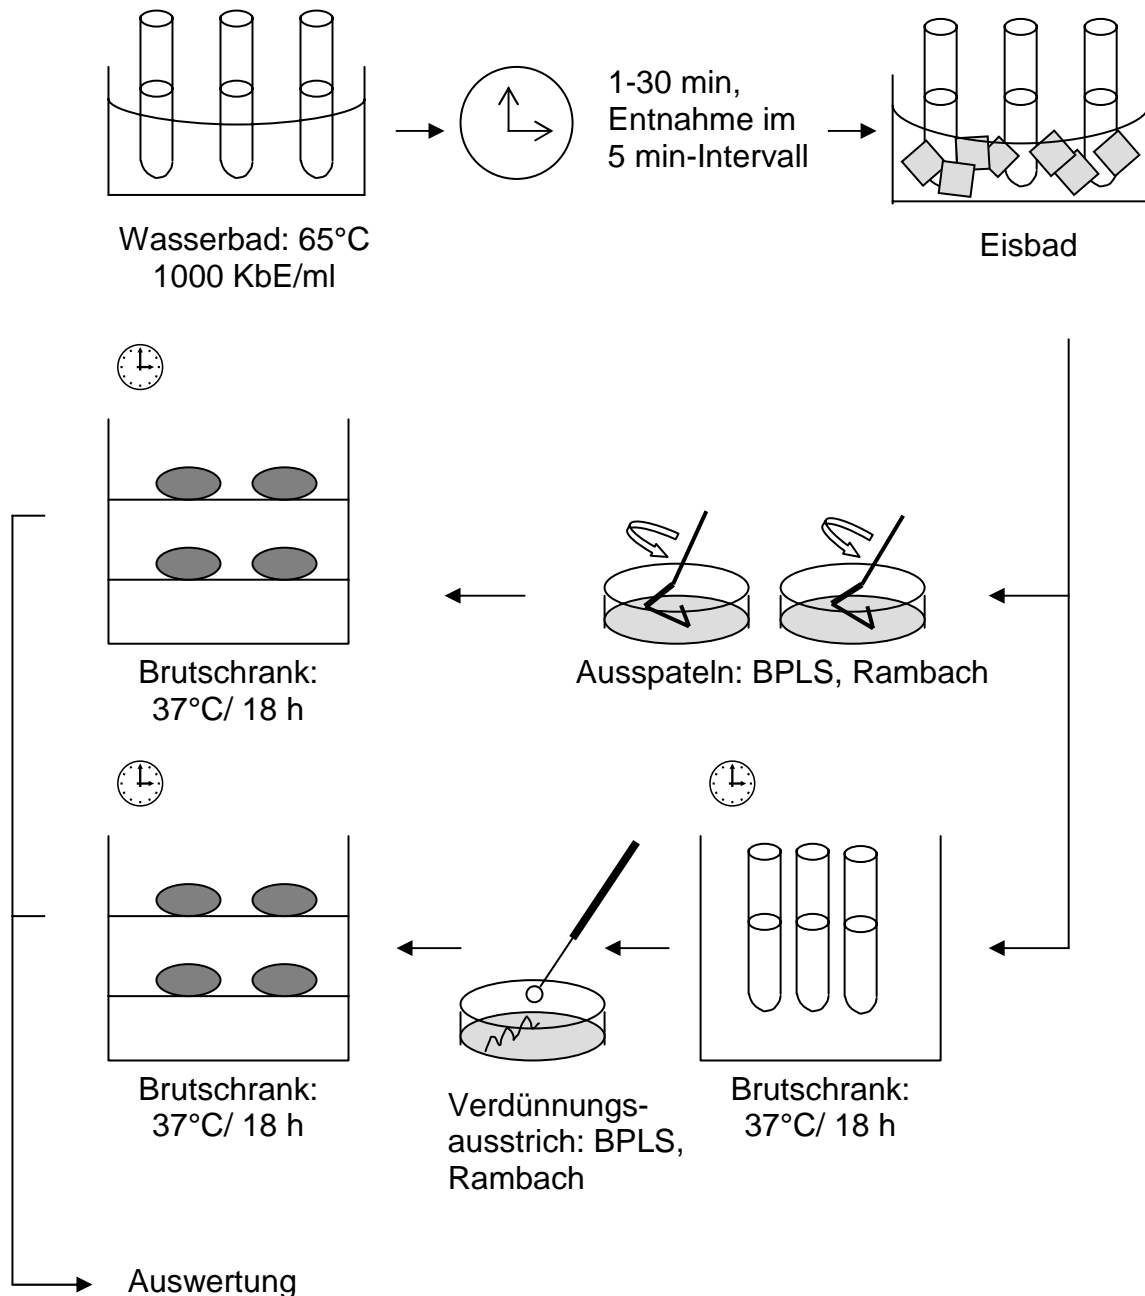 1-30 min,
Entnahme im
5 min-Intervall
Wasserbad: 65°C
1000 KbE/ml
Eisbad
Brutschrank:
37°C/ 18 h
Ausspateln: BPLS, Rambach
Brutschrank:
37°C/ 18 h
Verdünnungs-
ausstrich: BPLS,
Rambach
Brutschrank:
37°C/ 18 h
Auswertung